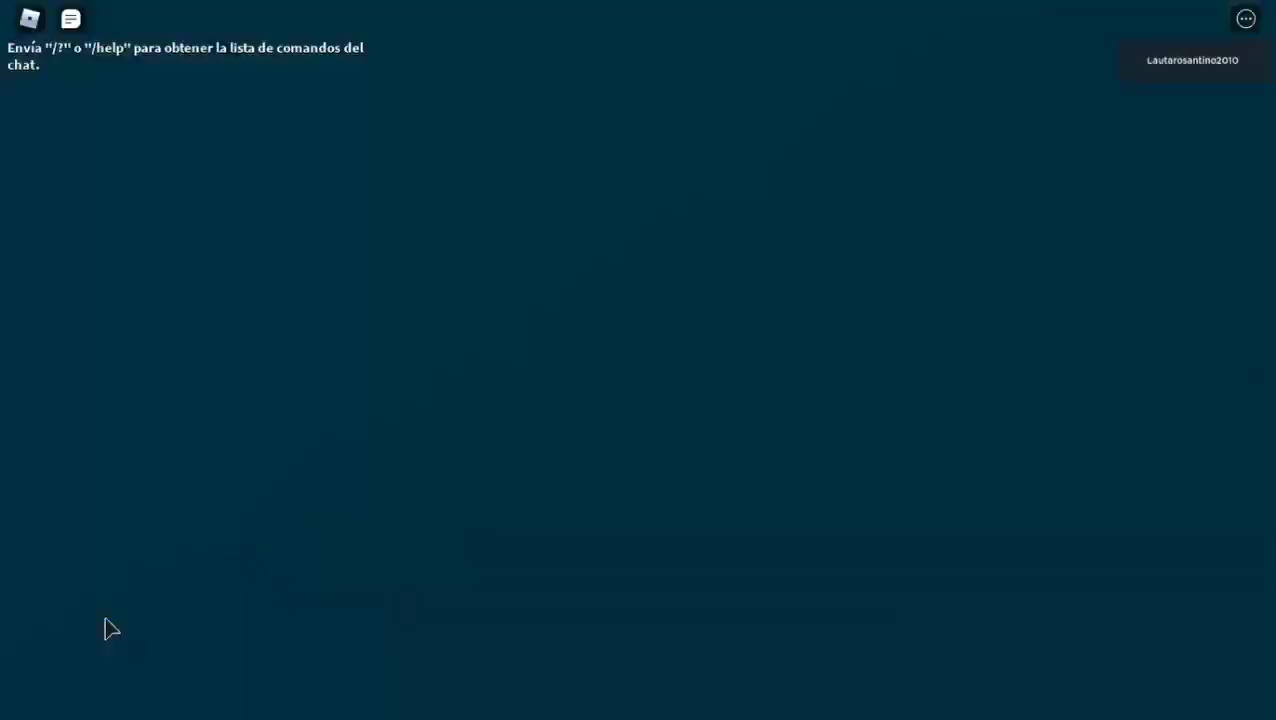 Envía "/?" o "/help" para obtener la lista de comandos del
chat.
Lautarosantino2010